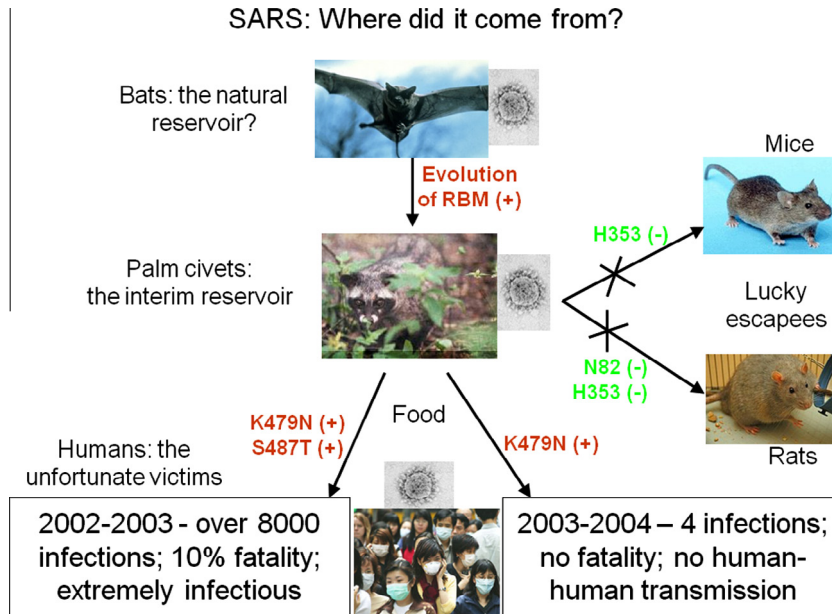 SARS: Where did it come from?
Bats: the natural
reservoir?
Evolution
of RBM (+)
Mice
H353 (-)
Palm civets:
the interim reservoir
Lucky
escapees
N82 (-)
H353 (-)
Rats
K479N (+)
S487T (+)
Food
K479N (+)
Humans: the
unfortunate victims
2002-2003 - over 8000
infections; 10% fatality;
extremely infectious
2003-2004 – 4 infections;
no fatality; no human-
human transmission